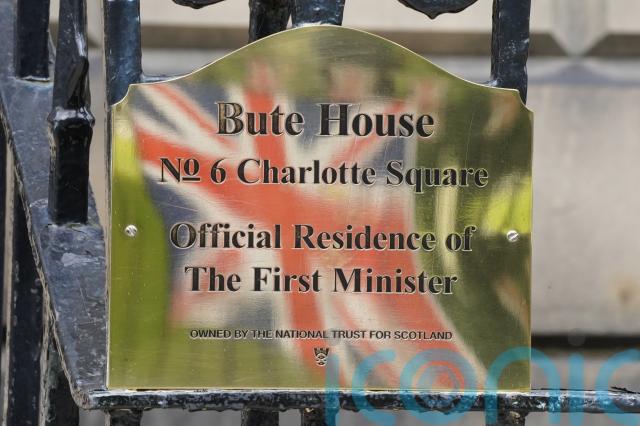 Bute House
No 6 Charlotte Square
Official Residence of
The First Minister
OWNED BY THE NATIONAL TRUST FOR SCOTLAND
iconic